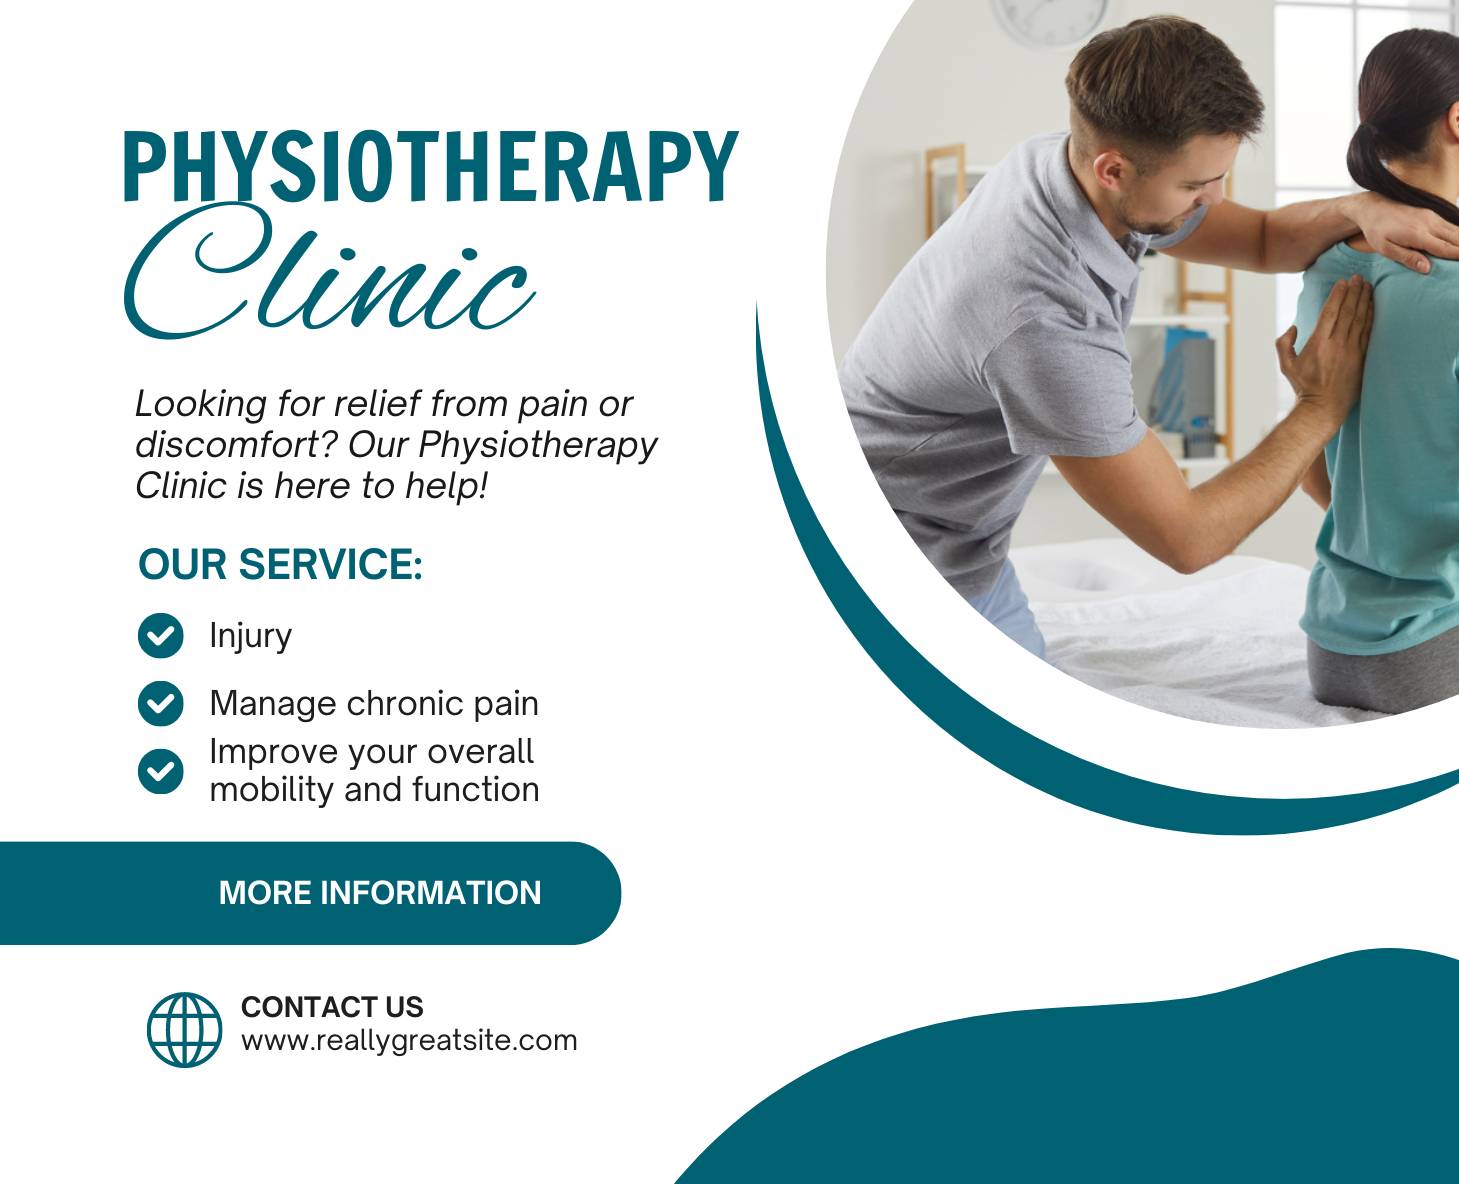 PHYSIOTHERAPY
Clinic
Looking for relief from pain or
discomfort? Our Physiotherapy
Clinic is here to help!
OUR SERVICE:
Injury
Manage chronic pain
Improve your overall
mobility and function
MORE INFORMATION
CONTACT US
www.reallygreatsite.com